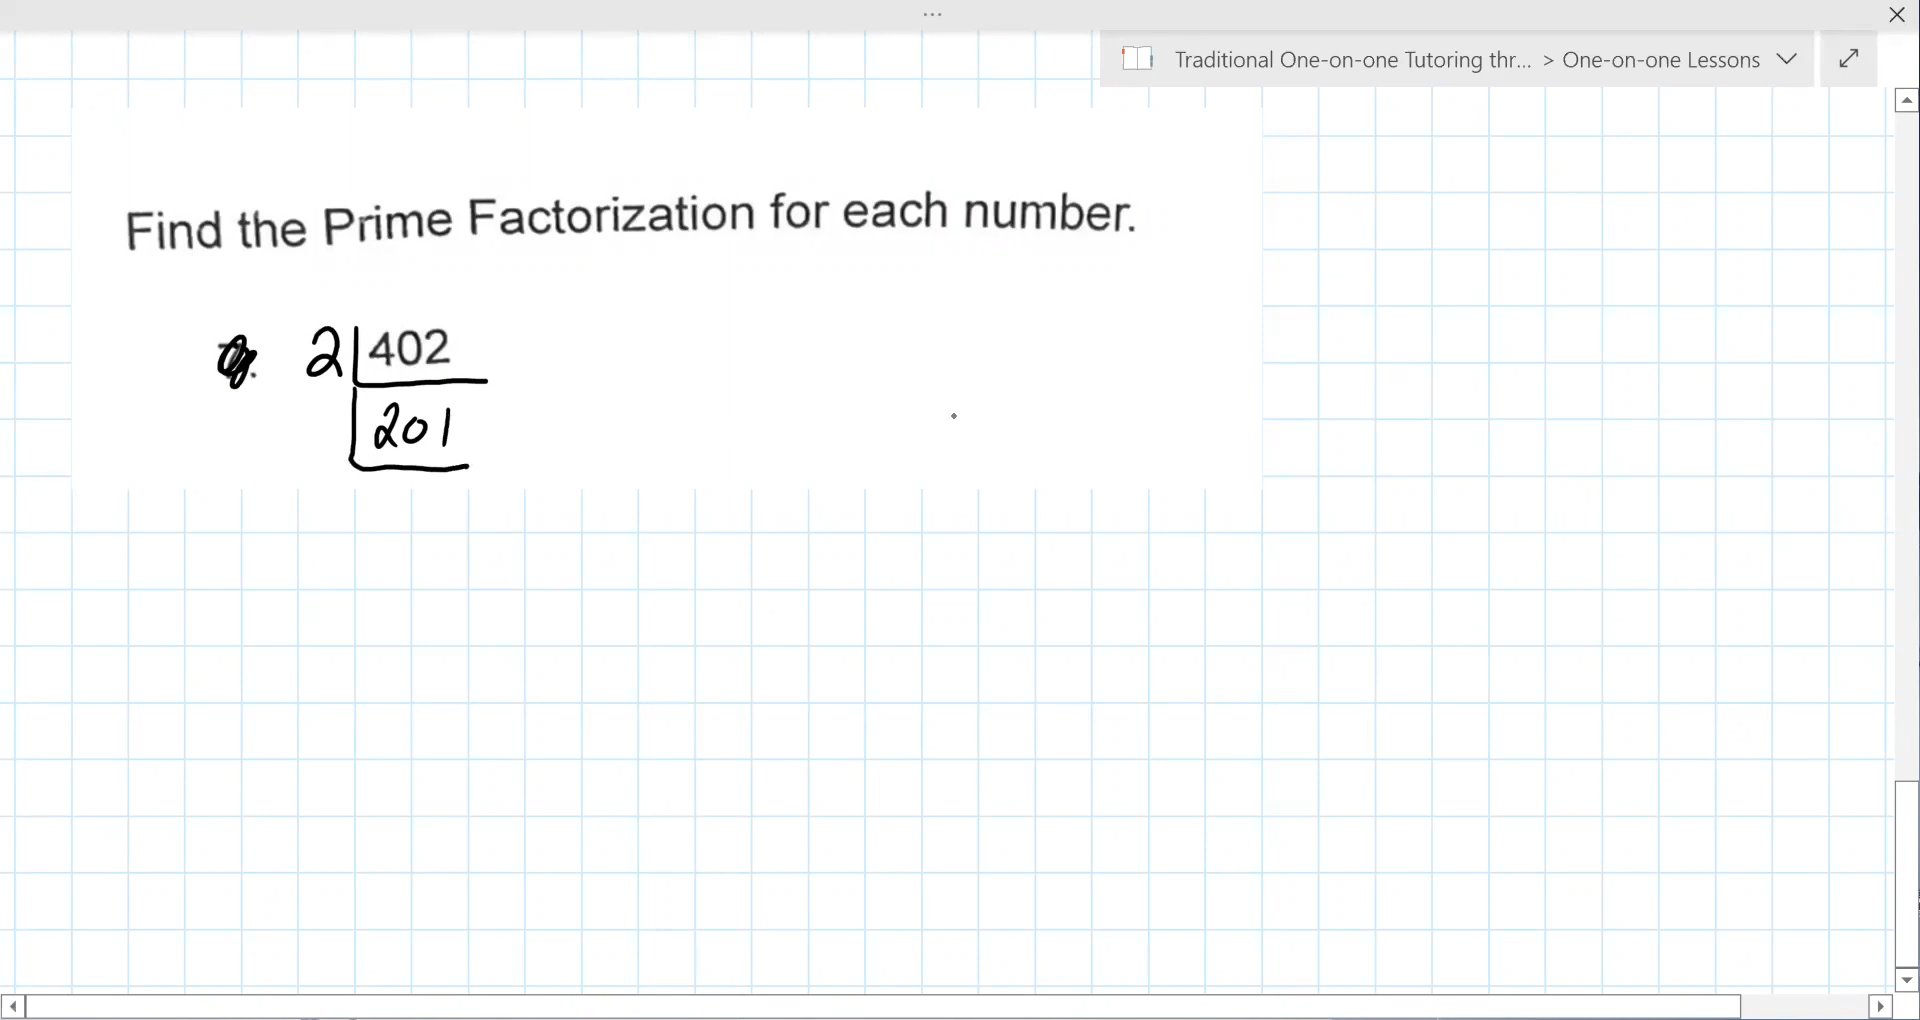 ...
Traditional One-on-one Tutoring thr... > One-on-one Lessons
Find the Prime Factorization for each number.
2 402
201